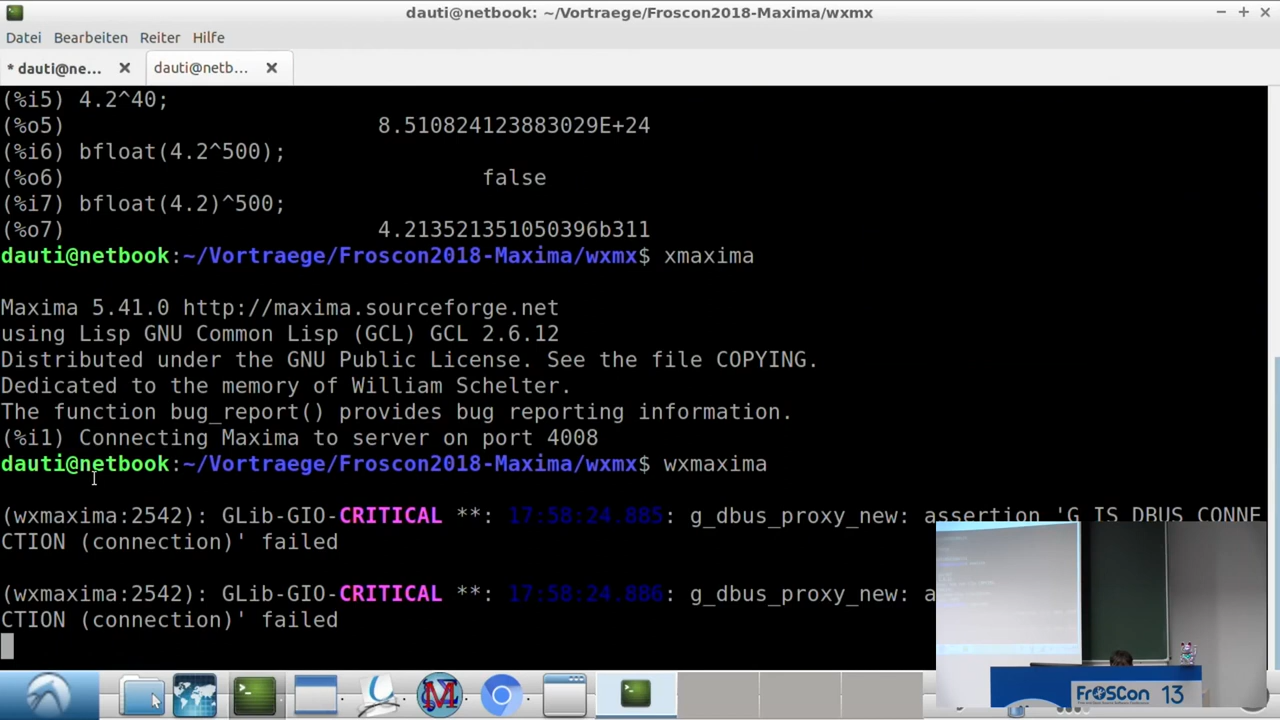 dauti@netbook: ~/Vortraege/Froscon2018-Maxima/wxmx
Datei Bearbeiten Reiter Hilfe
* dauti@ne...
dauti@netb...
(%i5) 4.2^40;
(%o5) 8.510824123883029E+24
(%i6) bfloat(4.2^500);
(%o6) false
(%i7) bfloat(4.2)^500;
(%o7) 4.213521351050396b311
dauti@netbook:~/Vortraege/Froscon2018-Maxima/wxmx$ xmaxima
Maxima 5.41.0 http://maxima.sourceforge.net
using Lisp GNU Common Lisp (GCL) GCL 2.6.12
Distributed under the GNU Public License. See the file COPYING.
Dedicated to the memory of William Schelter.
The function bug_report() provides bug reporting information.
(%i1) Connecting Maxima to server on port 4008
dauti@netbook:~/Vortraege/Froscon2018-Maxima/wxmx$ wxmaxima
(wxmaxima:2542): GLib-GIO-CRITICAL **: 17:58:24.885: g_dbus_proxy_new: assertion 'G_IS_DBUS_CONNE
CTION (connection)' failed
(wxmaxima:2542): GLib-GIO-CRITICAL **: 17:58:24.886: g_dbus_proxy_new:
CTION (connection)' failed
FrOSCon 13